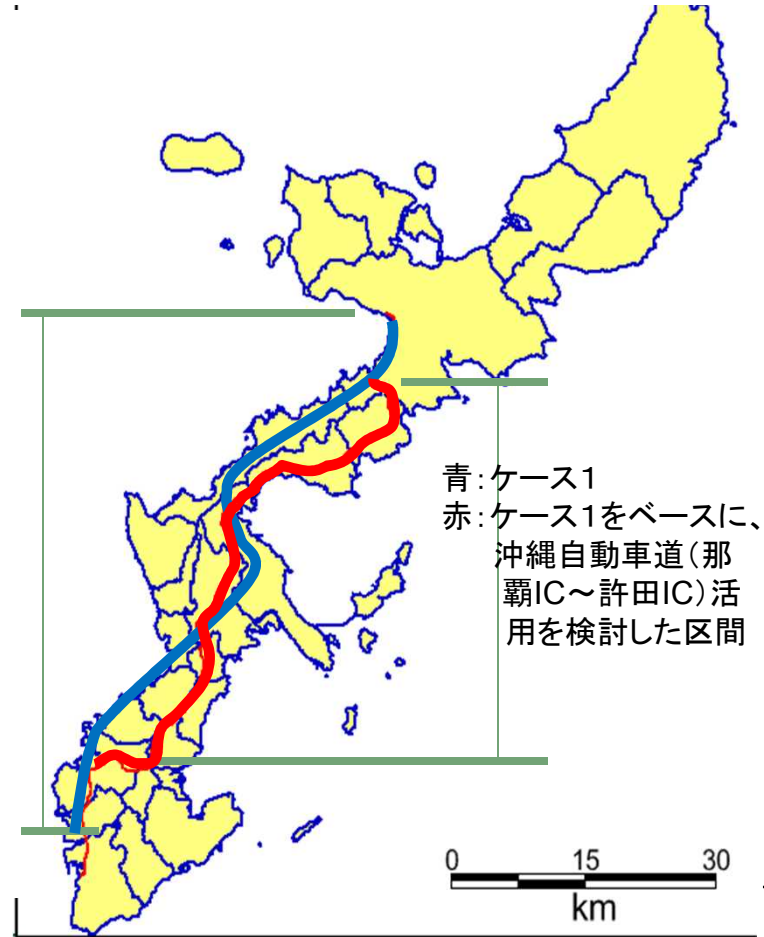 青:ケース1
赤:ケース1をベースに、
沖縄自動車道(那
覇IC～許田IC)活
用を検討した区間
0 15 30
km